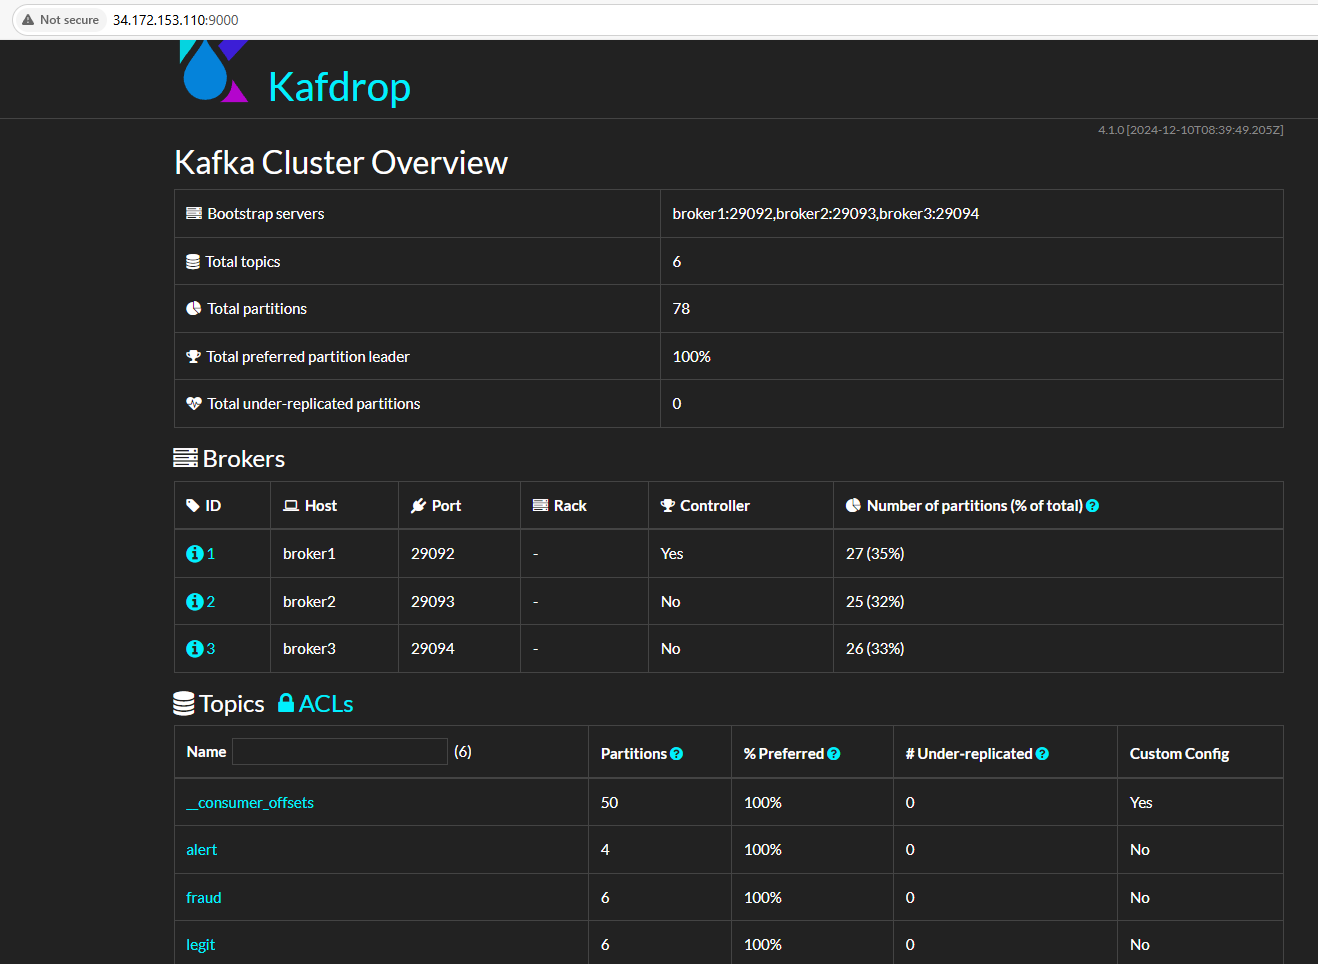 Not secure 34.172.153.110:9000
Kafdrop
4.1.0 [2024-12-10T08:39:49.205Z]
Kafka Cluster Overview
Bootstrap servers broker1:29092,broker2:29093,broker3:29094
Total topics 6
Total partitions 78
Total preferred partition leader 100%
Total under-replicated partitions 0
Brokers
ID Host Port Rack Controller Number of partitions (% of total) ?
1 broker1 29092 - Yes 27 (35%)
2 broker2 29093 - No 25 (32%)
3 broker3 29094 - No 26 (33%)
Topics ACLs
Name (6) Partitions ? % Preferred ? # Under-replicated ? Custom Config
__consumer_offsets 50 100% 0 Yes
alert 4 100% 0 No
fraud 6 100% 0 No
legit 6 100% 0 No